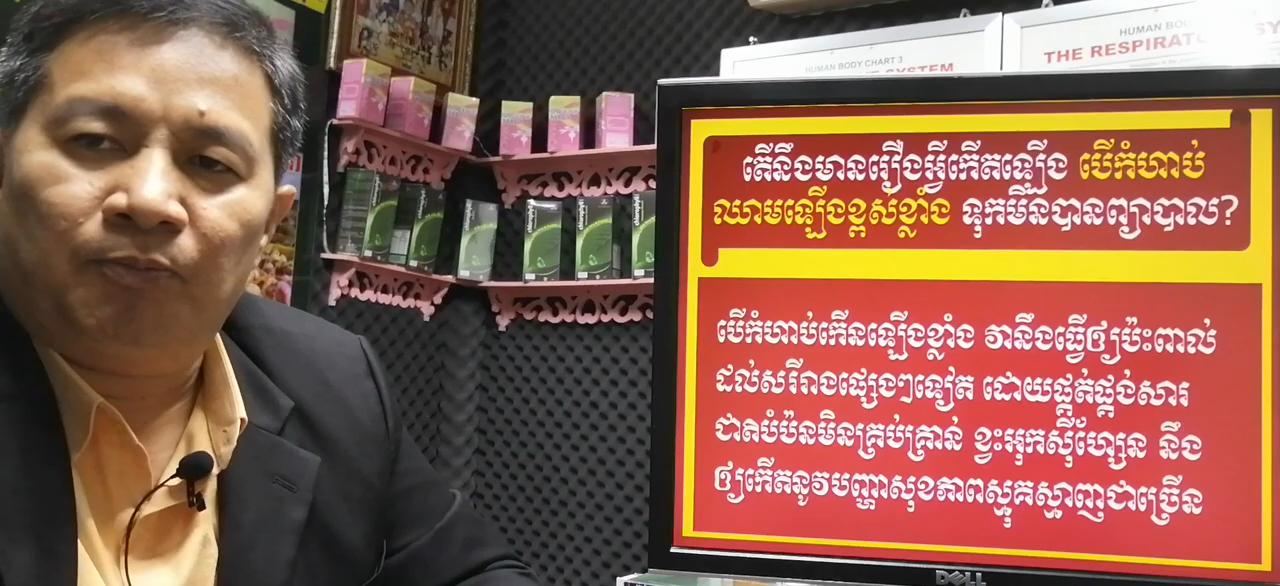 HUMAN BODY CHART 3
SYSTEM
HUMAN BODY
THE RESPIRATORY SY
តើនឹងមានរឿងអ្វីកើតឡើង បើកំហាប់
ឈាមឡើងខ្ពស់ខ្លាំង ទុកមិនបានព្យាបាល?
បើកំហាប់កើនឡើងខ្លាំង វានឹងធ្វើឲ្យប៉ះពាល់
ដល់សរីរាងផ្សេងៗទៀត ដោយផ្គត់ផ្គង់សារ
ជាតិបំប៉នមិនគ្រប់គ្រាន់ ខ្វះអុកស៊ីហ្សែន នឹង
ឲ្យកើតនូវបញ្ហាសុខភាពស្មុគស្មាញជាច្រើន
DELL